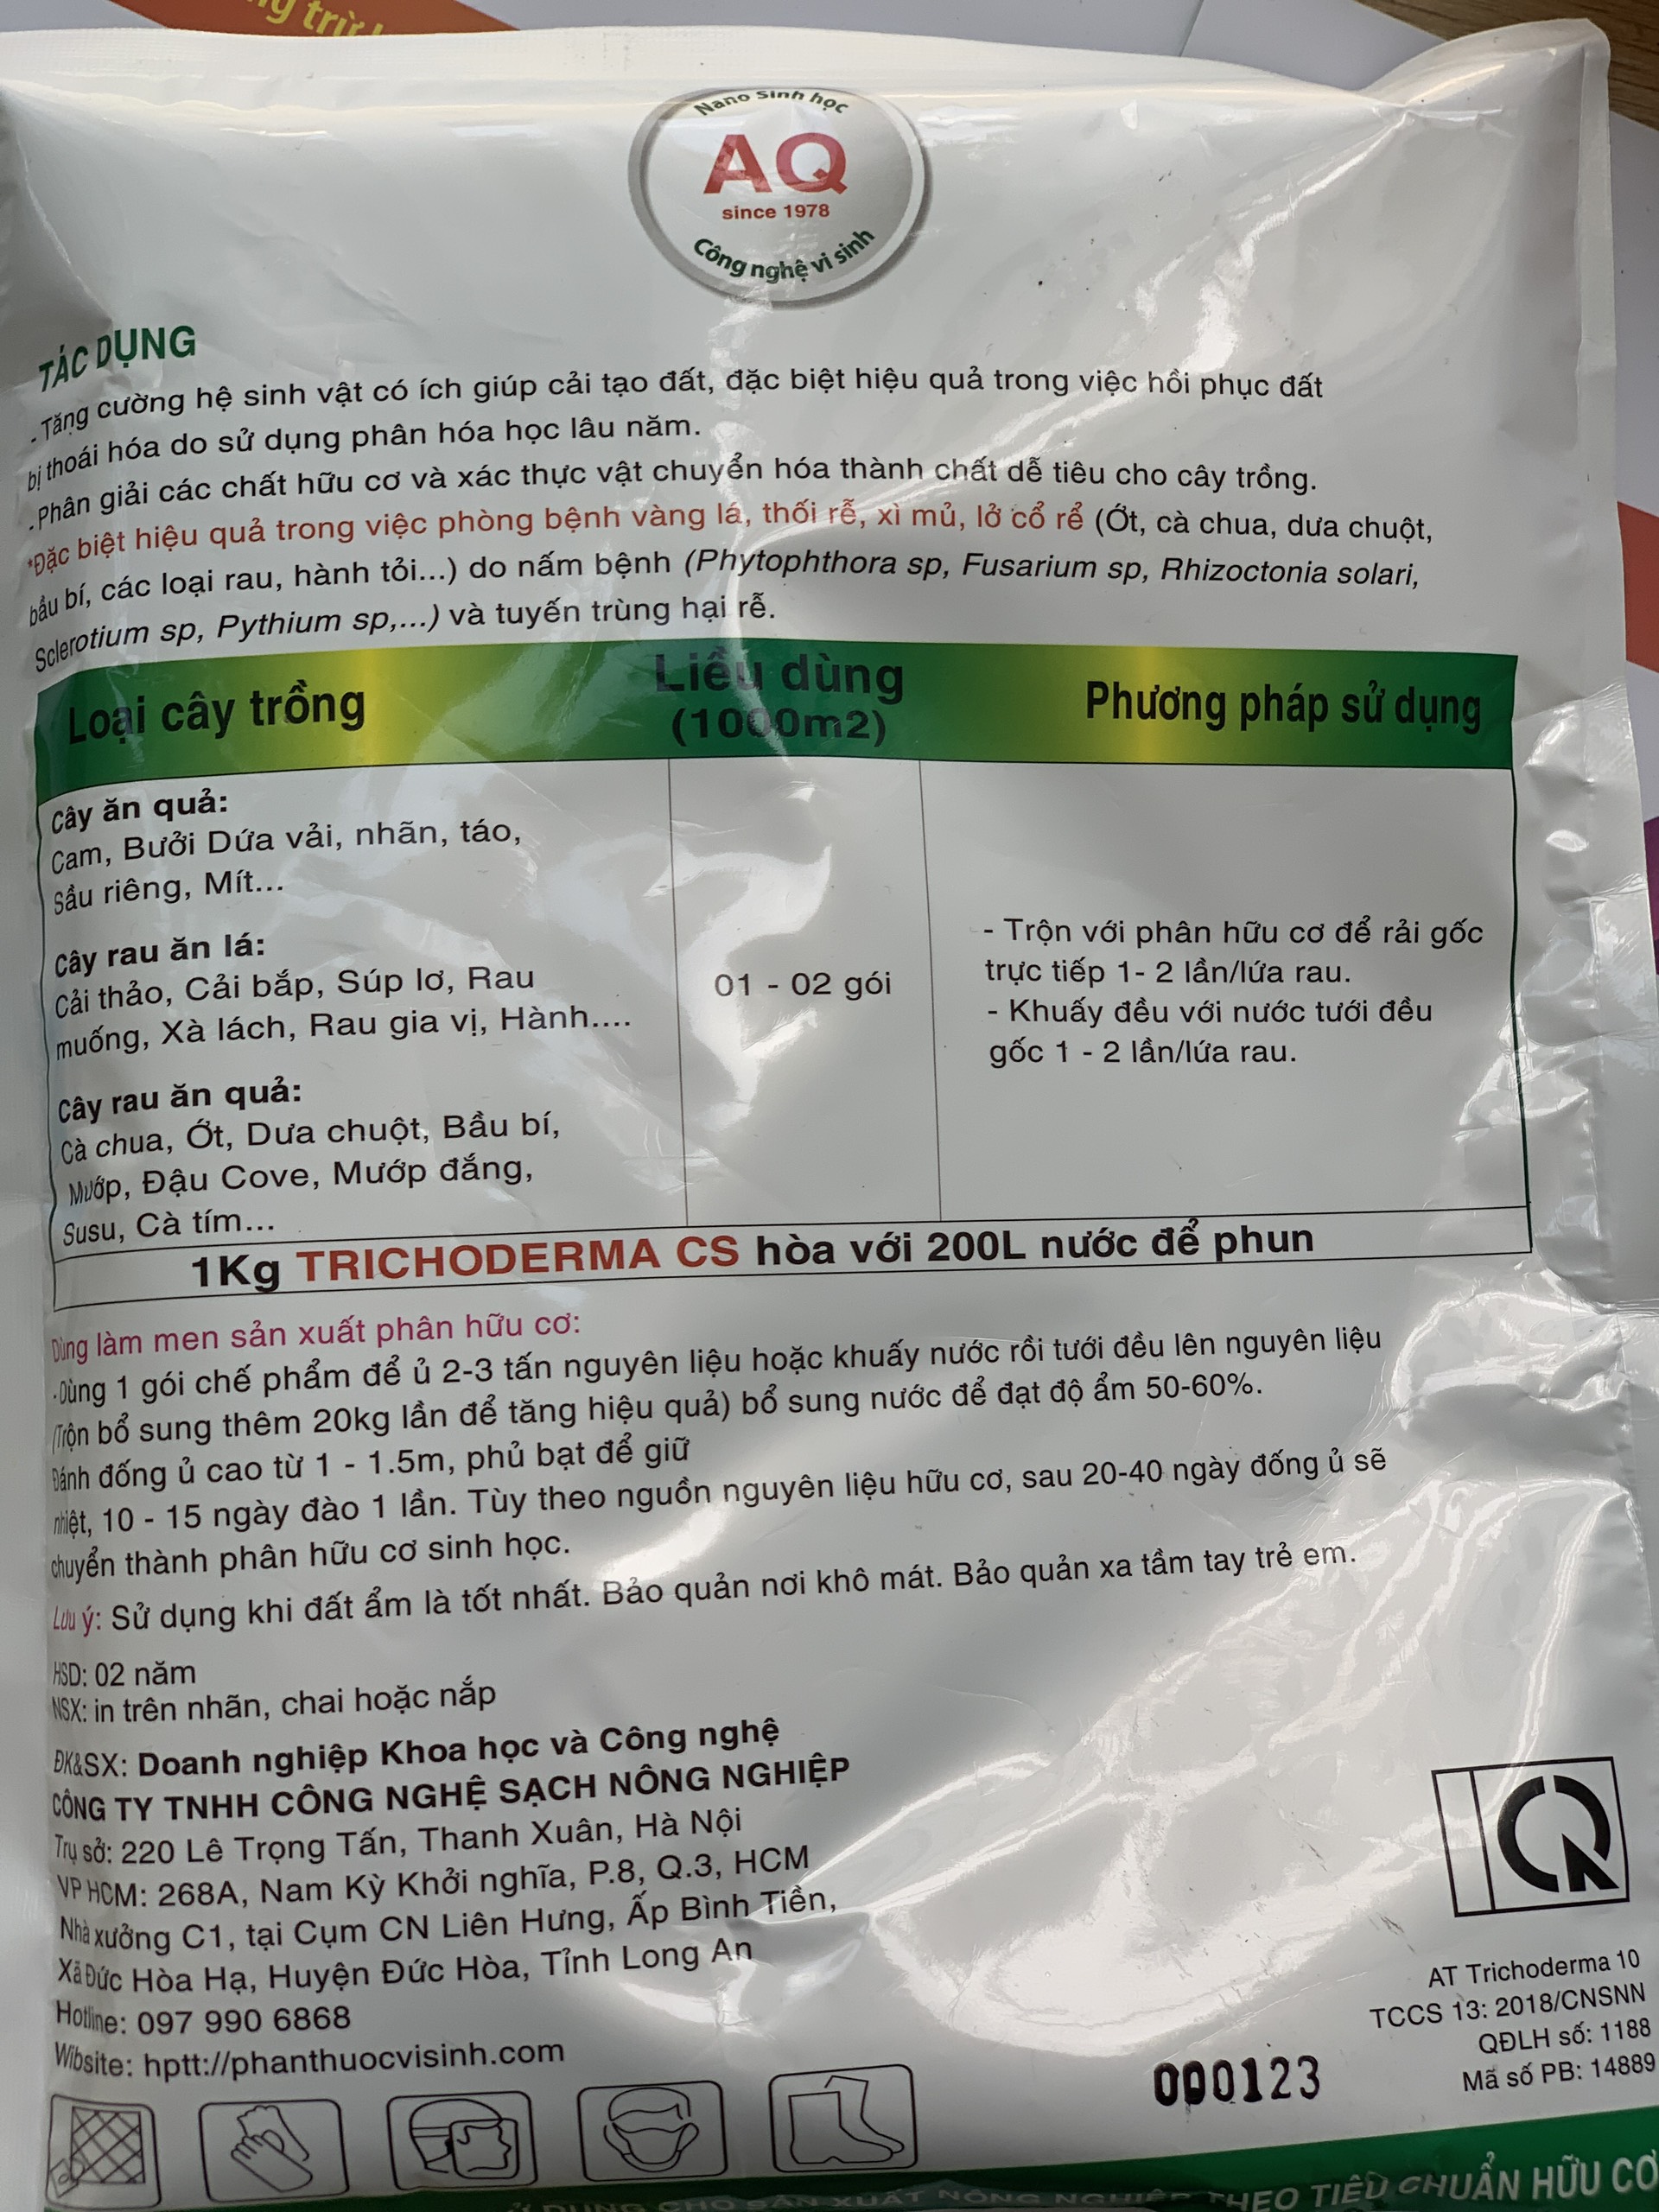 g trừ
Nano Sinh học
AQ
since 1978
Công nghệ vi sinh
TÁC DỤNG
- Tăng cường hệ sinh vật có ích giúp cải tạo đất, đặc biệt hiệu quả trong việc hồi phục đất
bị thoái hóa do sử dụng phân hóa học lâu năm.
- Phân giải các chất hữu cơ và xác thực vật chuyển hóa thành chất dễ tiêu cho cây trồng.
*Đặc biệt hiệu quả trong việc phòng bệnh vàng lá, thối rễ, xì mủ, lở cổ rể (Ớt, cà chua, dưa chuột,
bầu bí, các loại rau, hành tỏi...) do nấm bệnh (Phytophthora sp, Fusarium sp, Rhizoctonia solari,
Sclerotium sp, Pythium sp,...) và tuyến trùng hại rễ.
Loại cây trồng
Liều dùng
(1000m2)
Phương pháp sử dụng
Cây ăn quả:
Cam, Bưởi Dứa vải, nhãn, táo,
Sầu riêng, Mít...
Cây rau ăn lá:
Cải thảo, Cải bắp, Súp lơ, Rau
muống, Xà lách, Rau gia vị, Hành....
Cây rau ăn quả:
Cà chua, Ớt, Dưa chuột, Bầu bí,
Mướp, Đậu Cove, Mướp đắng,
Susu, Cà tím...
01 - 02 gói
- Trộn với phân hữu cơ để rải gốc
trực tiếp 1- 2 lần/lứa rau.
- Khuấy đều với nước tưới đều
gốc 1 - 2 lần/lứa rau.
1Kg TRICHODERMA CS hòa với 200L nước để phun
Dùng làm men sản xuất phân hữu cơ:
- Dùng 1 gói chế phẩm để ủ 2-3 tấn nguyên liệu hoặc khuấy nước rồi tưới đều lên nguyên liệu
(Trộn bổ sung thêm 20kg lần để tăng hiệu quả) bổ sung nước để đạt độ ẩm 50-60%.
Đánh đống ủ cao từ 1 - 1.5m, phủ bạt để giữ
nhiệt, 10 - 15 ngày đào 1 lần. Tùy theo nguồn nguyên liệu hữu cơ, sau 20-40 ngày đống ủ sẽ
chuyển thành phân hữu cơ sinh học.
Lưu ý: Sử dụng khi đất ẩm là tốt nhất. Bảo quản nơi khô mát. Bảo quản xa tầm tay trẻ em.
HSD: 02 năm
NSX: in trên nhãn, chai hoặc nắp
ĐK&SX: Doanh nghiệp Khoa học và Công nghệ
CÔNG TY TNHH CÔNG NGHỆ SẠCH NÔNG NGHIỆP
Trụ sở: 220 Lê Trọng Tấn, Thanh Xuân, Hà Nội
VP HCM: 268A, Nam Kỳ Khởi nghĩa, P.8, Q.3, HCM
Nhà xưởng C1, tại Cụm CN Liên Hưng, Ấp Bình Tiền,
Xã Đức Hòa Hạ, Huyện Đức Hòa, Tỉnh Long An
Hotline: 097 990 6868
Wibsite: hptt://phanthuocvisinh.com
AT Trichoderma 10
TCCS 13: 2018/CNSNN
QĐLH số: 1188
Mã số PB: 14889
000123
DỤNG CHO SẢN XUẤT NÔNG NGHIỆP THEO TIÊU CHUẨN HỮU CƠ